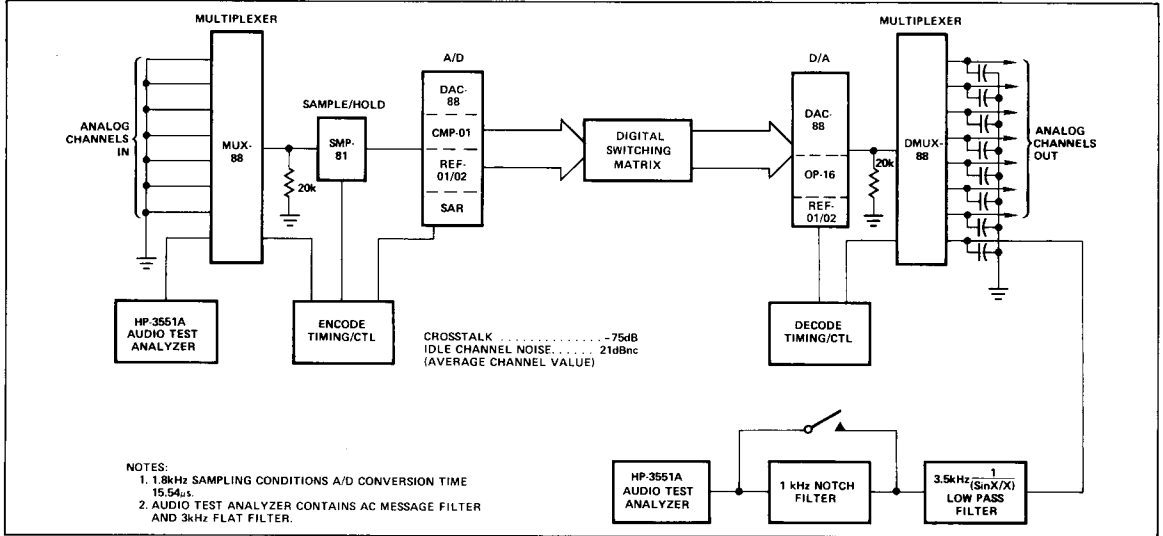 MULTIPLEXER
MULTIPLEXER
A/D
D/A
DAC-
88
CMP-01
REF-
01/02
SAR
SAMPLE/HOLD
SMP-
81
ANALOG
CHANNELS
IN
MUX-
88
20k
DIGITAL
SWITCHING
MATRIX
DAC-
88
OP-16
REF-
01/02
20k
DMUX-
88
ANALOG
CHANNELS
OUT
HP-3551A
AUDIO TEST
ANALYZER
ENCODE
TIMING/CTL
CROSSTALK . . . . . . . . . . . . . . . -75dB
IDLE CHANNEL NOISE. . . . . . 21dBnc
(AVERAGE CHANNEL VALUE)
DECODE
TIMING/CTL
NOTES:
1. 1.8kHz SAMPLING CONDITIONS A/D CONVERSION TIME
15.54µs.
2. AUDIO TEST ANALYZER CONTAINS AC MESSAGE FILTER
AND 3kHz FLAT FILTER.
HP-3551A
AUDIO TEST
ANALYZER
1 kHz NOTCH
FILTER
3.5kHz 1/(SinX/X)
LOW PASS
FILTER